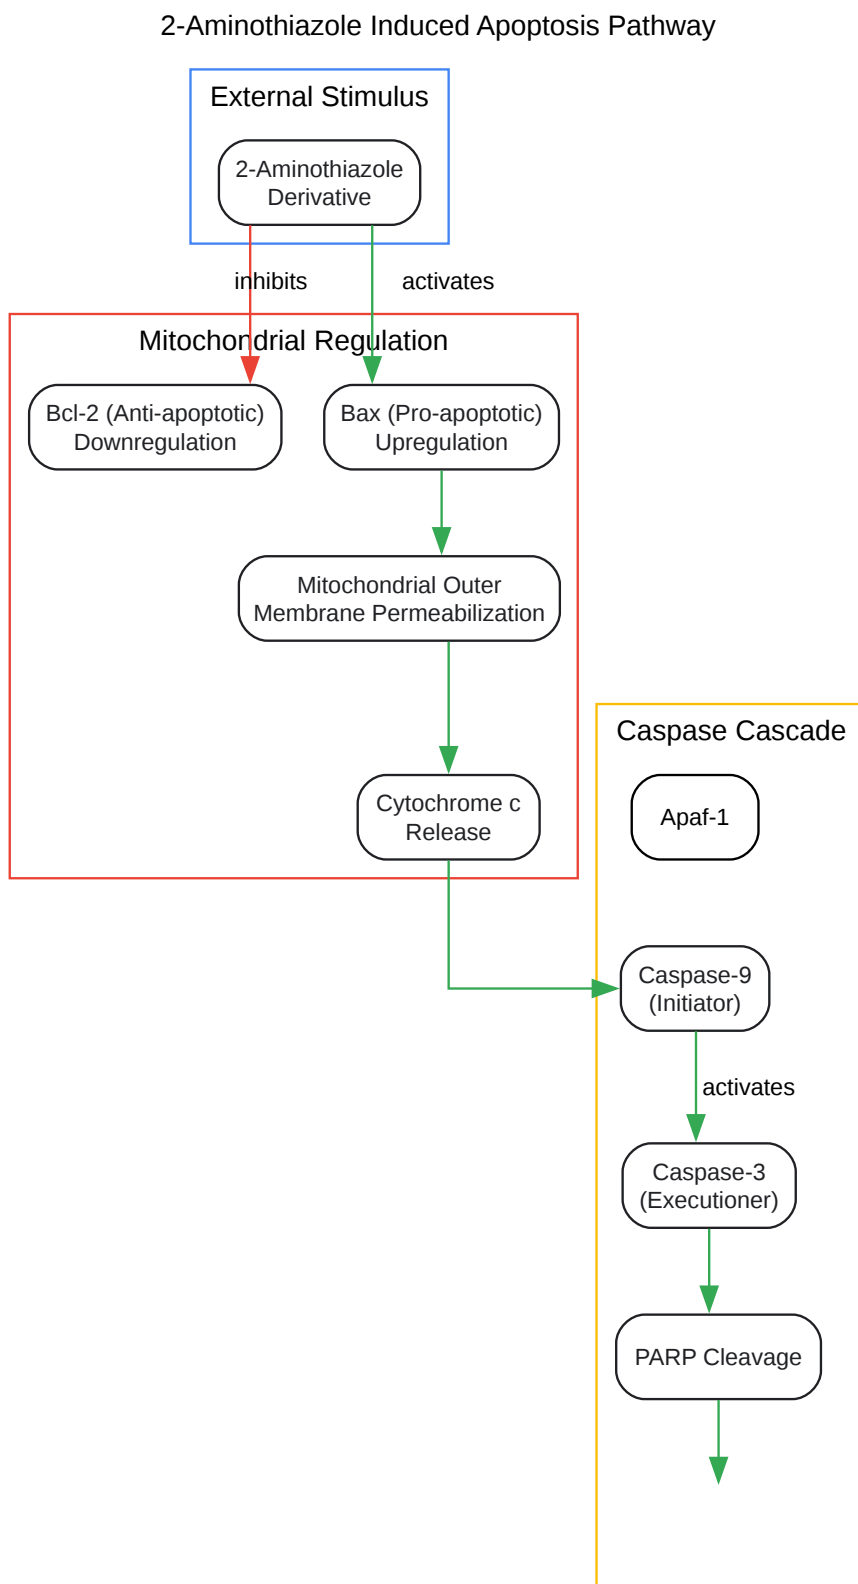 2-Aminothiazole Induced Apoptosis Pathway
External Stimulus
2-Aminothiazole
Derivative
inhibits
activates
Mitochondrial Regulation
Bcl-2 (Anti-apoptotic)
Downregulation
Bax (Pro-apoptotic)
Upregulation
Mitochondrial Outer
Membrane Permeabilization
Cytochrome c
Release
Caspase Cascade
Apaf-1
Caspase-9
(Initiator)
activates
Caspase-3
(Executioner)
PARP Cleavage